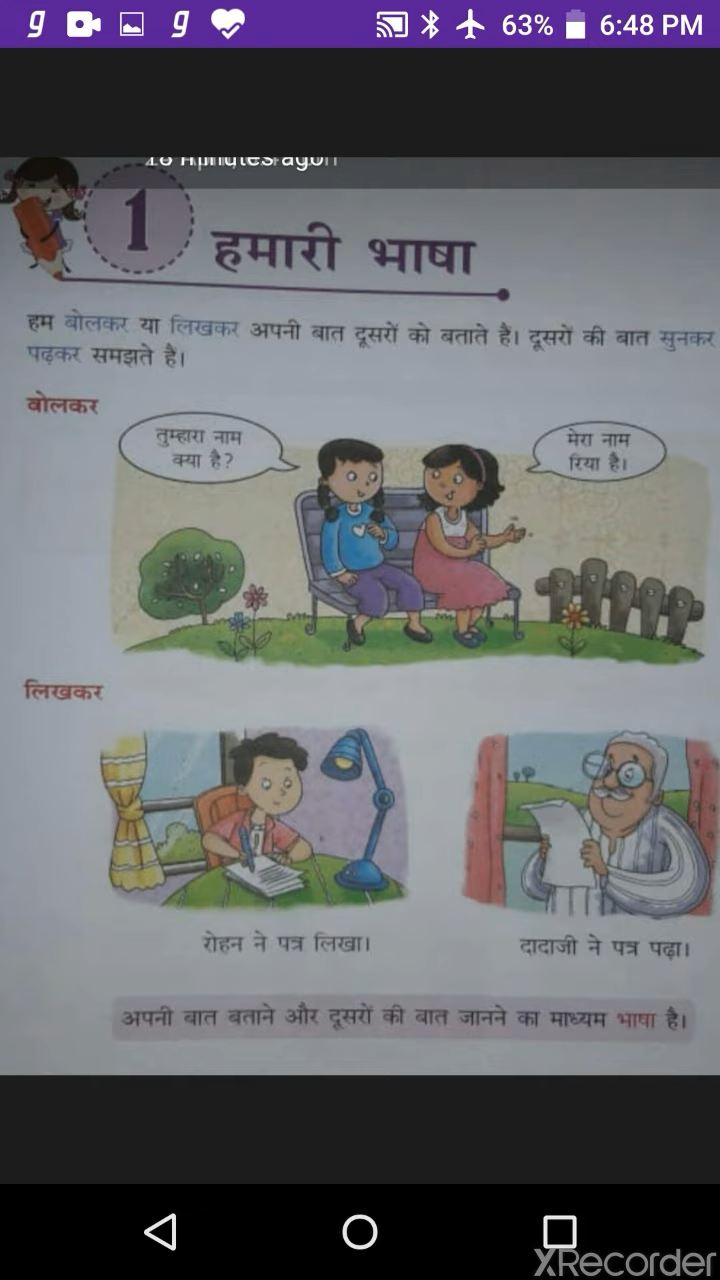 g g 63% 6:48 PM
1
हमारी भाषा
हम बोलकर या लिखकर अपनी बात दूसरों को बताते हैं। दूसरों की बात सुनकर
पढ़कर समझते हैं।
बोलकर
तुम्हारा नाम
क्या है?
मेरा नाम
रिया है।
लिखकर
रोहन ने पत्र लिखा।
दादाजी ने पत्र पढ़ा।
अपनी बात बताने और दूसरों की बात जानने का माध्यम भाषा है।
XRecorder